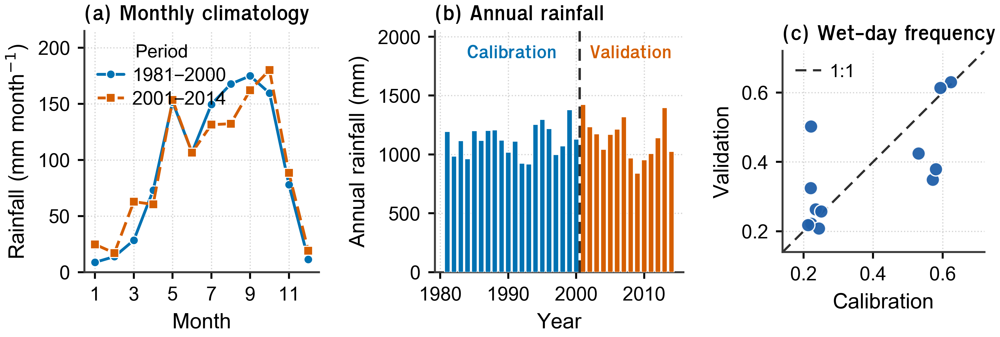 (a) Monthly climatology
Rainfall (mm month⁻¹)
200
150
100
50
0
Period
1981–2000
2001–2014
1 3 5 7 9 11
Month
(b) Annual rainfall
Annual rainfall (mm)
2000
1500
1000
500
0
Calibration
Validation
1980 1990 2000 2010
Year
(c) Wet-day frequency
Validation
0.6
0.4
0.2
1:1
0.2 0.4 0.6
Calibration